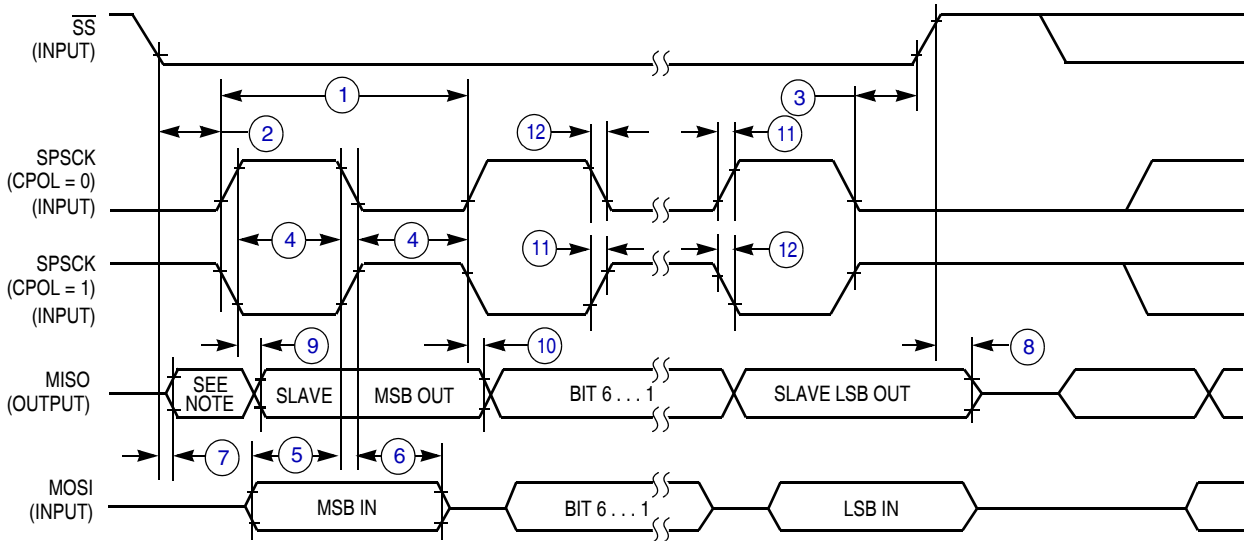 SS
(INPUT)
1
3
2
12
11
SPSCK
(CPOL = 0)
(INPUT)
4
4
11
12
SPSCK
(CPOL = 1)
(INPUT)
9
10
8
MISO
(OUTPUT)
SEE
NOTE
SLAVE
MSB OUT
BIT 6 . . . 1
SLAVE LSB OUT
7
5
6
MOSI
(INPUT)
MSB IN
BIT 6 . . . 1
LSB IN